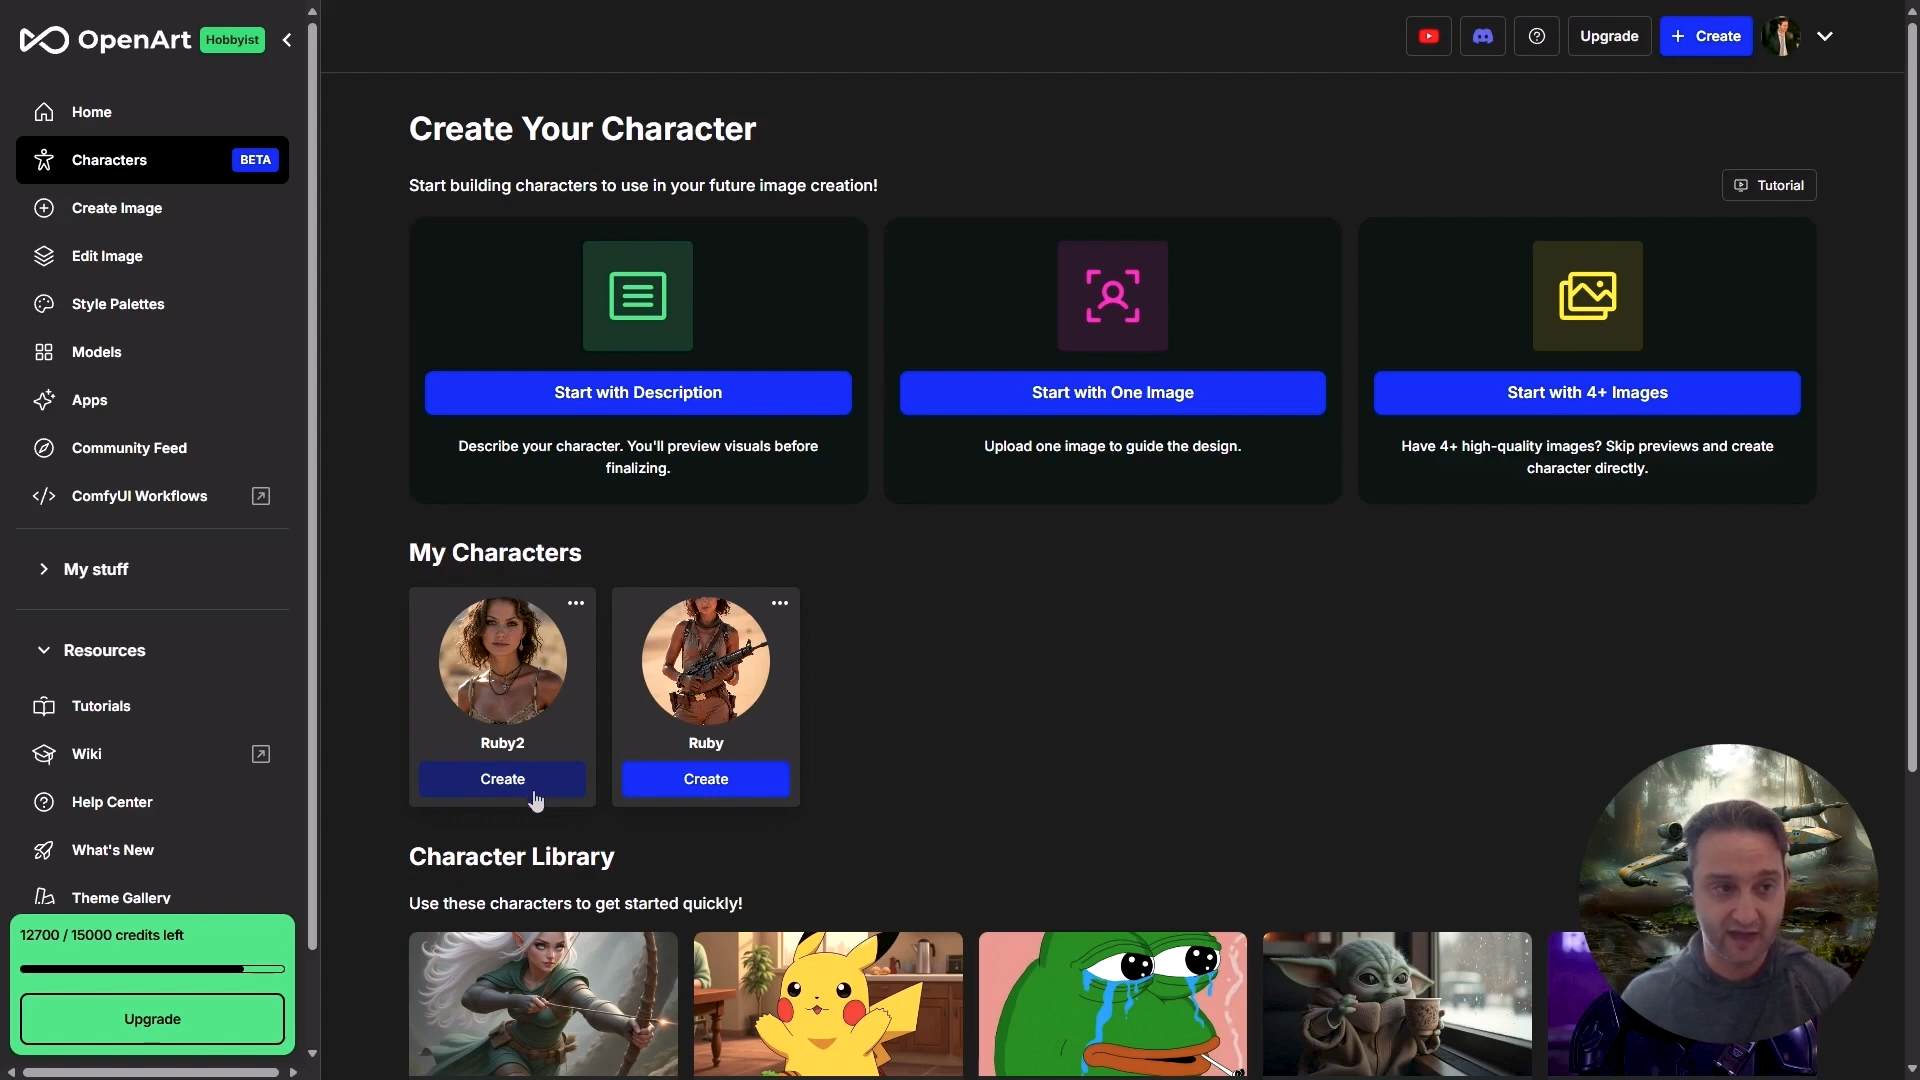 OpenArt Hobbyist
Upgrade
+ Create
Home
Characters BETA
Create Image
Edit Image
Style Palettes
Models
Apps
Community Feed
ComfyUI Workflows
My stuff
Resources
Tutorials
Wiki
Help Center
What's New
Theme Gallery
12700 / 15000 credits left
Upgrade
Create Your Character
Start building characters to use in your future image creation!
Tutorial
Start with Description
Describe your character. You'll preview visuals before
finalizing.
Start with One Image
Upload one image to guide the design.
Start with 4+ Images
Have 4+ high-quality images? Skip previews and create
character directly.
My Characters
Ruby2
Create
Ruby
Create
Character Library
Use these characters to get started quickly!